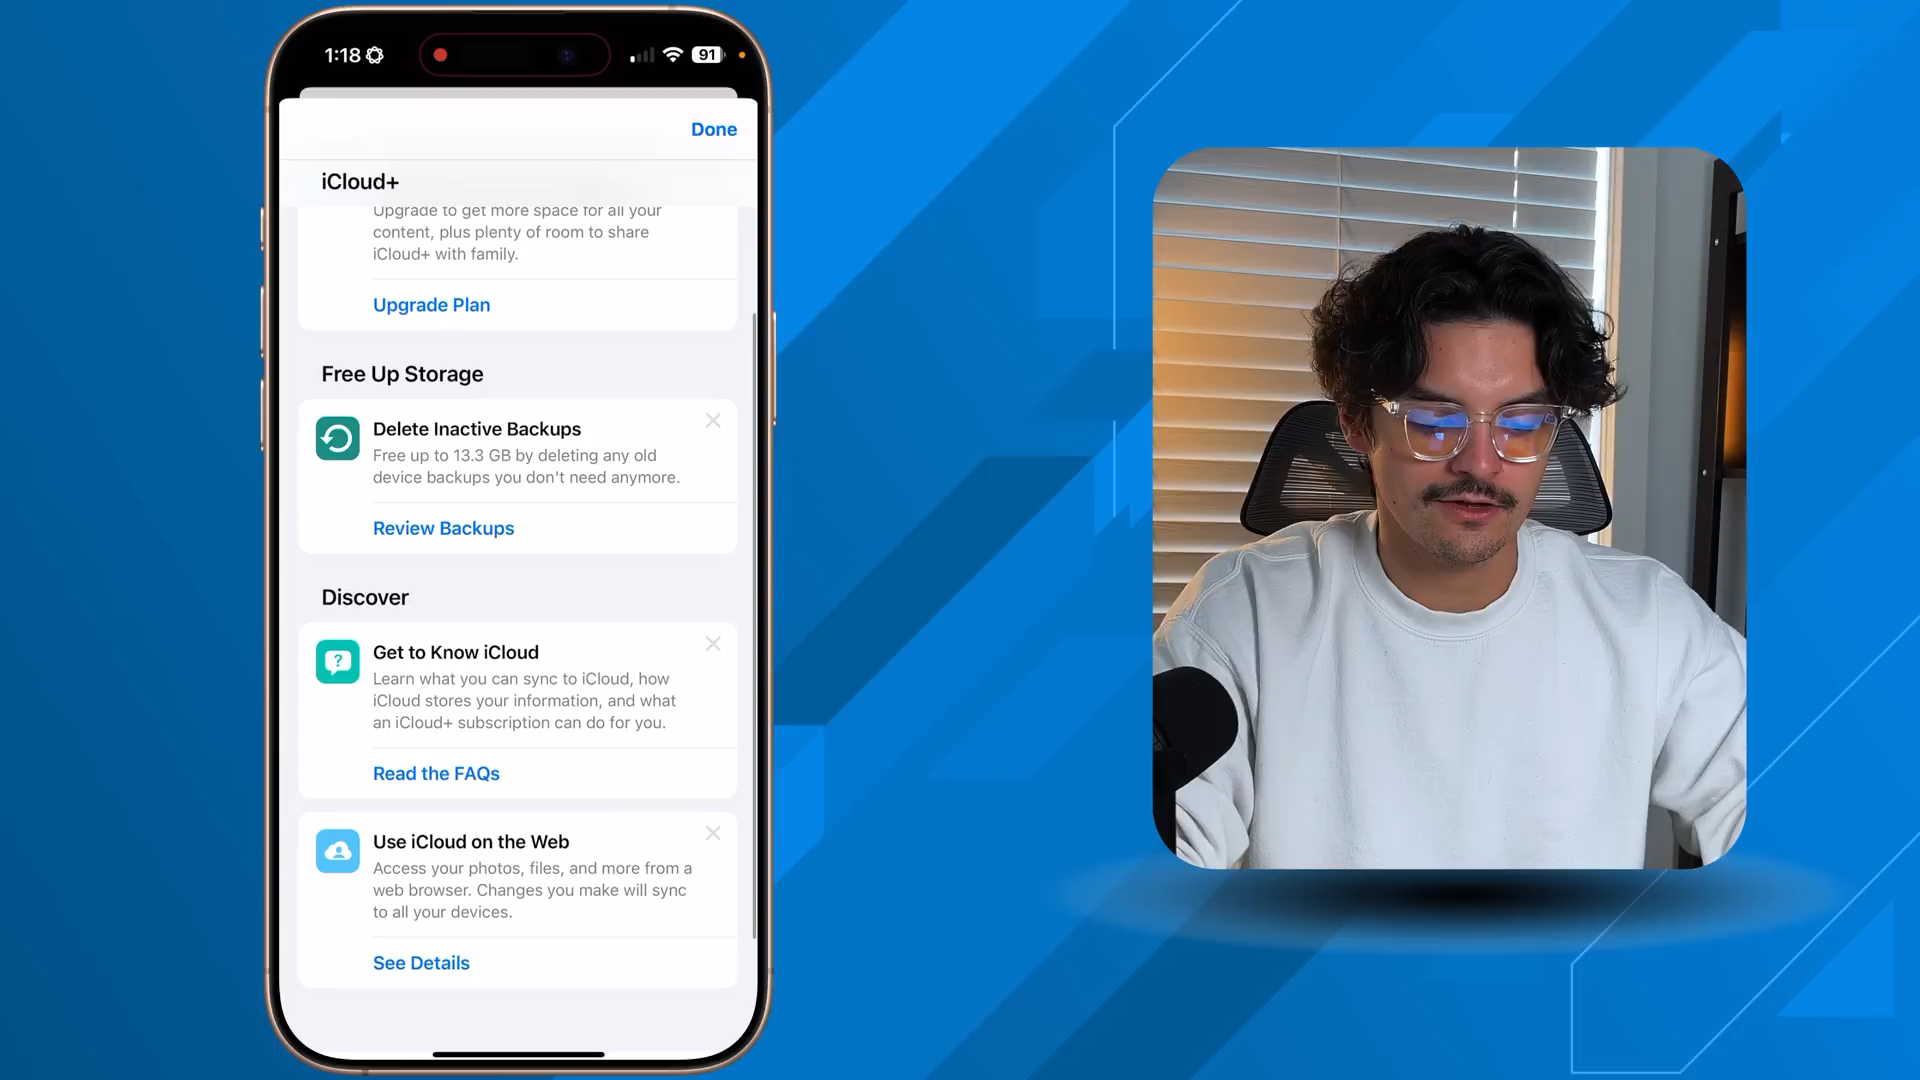 1:18
91
Done
iCloud+
Upgrade to get more space for all your
content, plus plenty of room to share
iCloud+ with family.
Upgrade Plan
Free Up Storage
Delete Inactive Backups
Free up to 13.3 GB by deleting any old
device backups you don't need anymore.
Review Backups
Discover
?
Get to Know iCloud
Learn what you can sync to iCloud, how
iCloud stores your information, and what
an iCloud+ subscription can do for you.
Read the FAQs
Use iCloud on the Web
Access your photos, files, and more from a
web browser. Changes you make will sync
to all your devices.
See Details